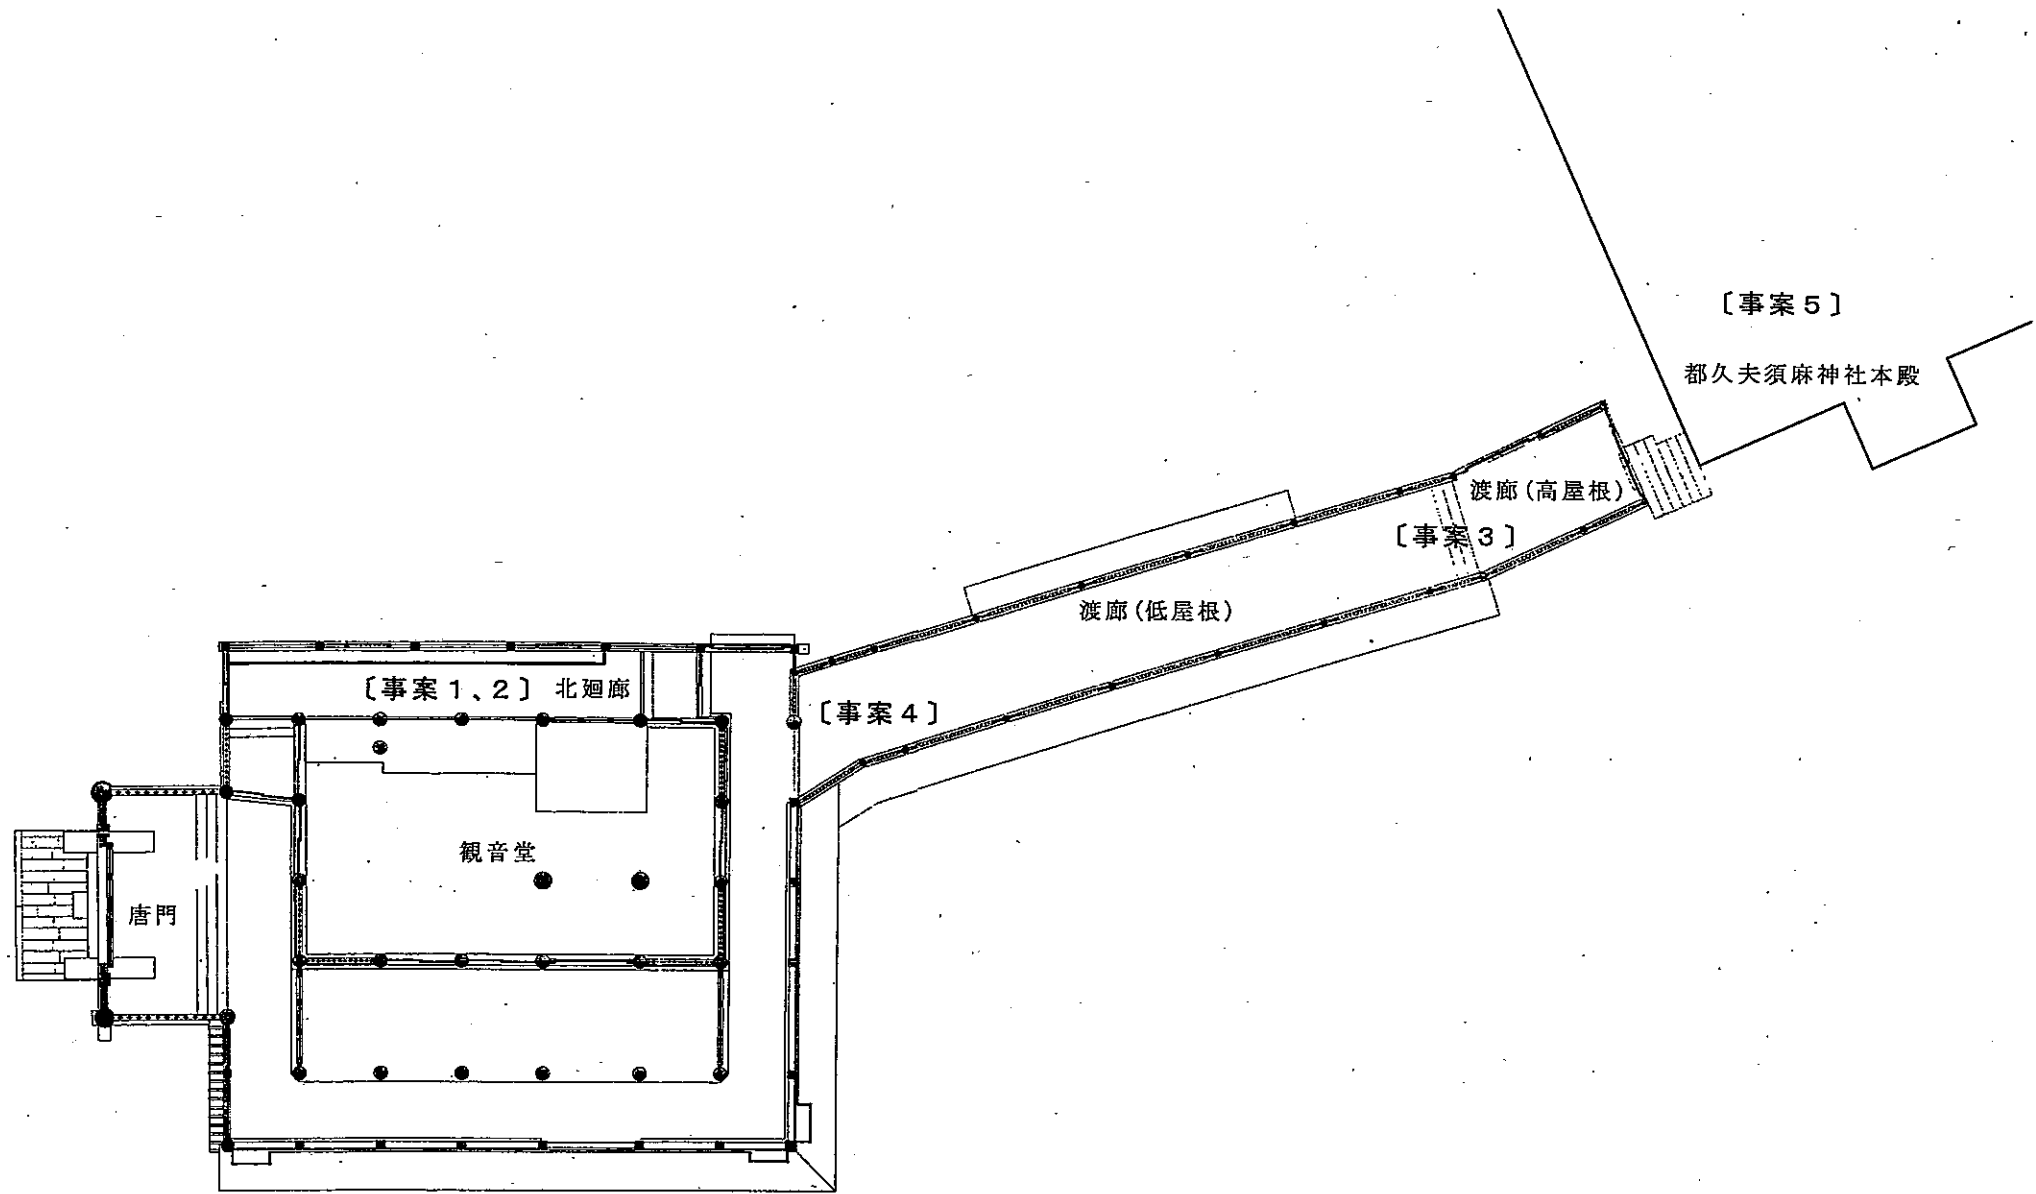 〔事案5〕
都久夫須麻神社本殿
渡廊(高屋根)
〔事案3〕
渡廊(低屋根)
〔事案1、2〕 北廻廊
〔事案4〕
観音堂
唐門